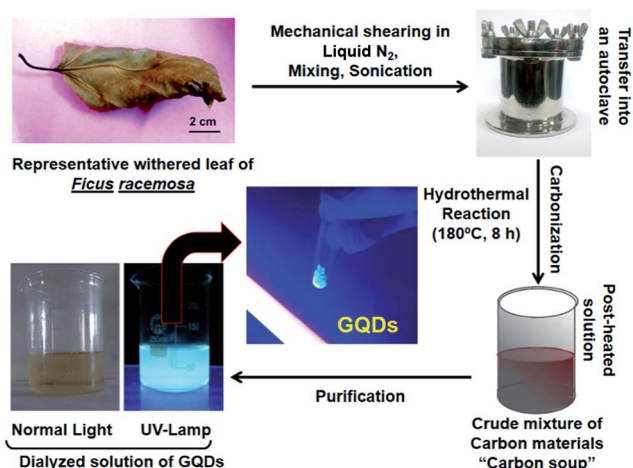 Mechanical shearing in
Liquid N2,
Mixing, Sonication
Transfer into
an autoclave
2 cm
Representative withered leaf of
Ficus racemosa
Hydrothermal
Reaction
(180ºC, 8 h)
Carbonization
GQDs
Post-heated
solution
Purification
Normal Light
UV-Lamp
Crude mixture of
Carbon materials
“Carbon soup”
Dialyzed solution of GQDs